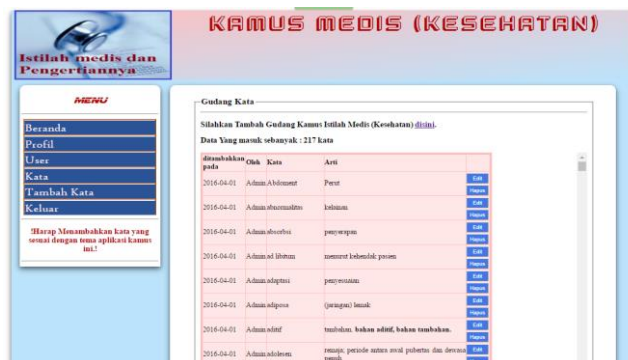 KAMUS MEDIS (KESEHATAN)
Istilah medis dan
Pengertiannya
MENU
Beranda
Profil
User
Kata
Tambah Kata
Keluar
!Harap Menambahkan kata yang
sesuai dengan tema aplikasi kamus
ini.!
Gudang Kata
Silahkan Tambah Gudang Kamus Istilah Medis (Kesehatan) disini.
Data Yang masuk sebanyak : 217 kata
ditambahkan pada Oleh Kata Arti
2016-04-01 Admin Abdoment Perut Edit Hapus
2016-04-01 Admin abnormalitas kelainan Edit Hapus
2016-04-01 Admin absorbsi penyerapan Edit Hapus
2016-04-01 Admin ad libitum menurut kehendak pasien Edit Hapus
2016-04-01 Admin adaptasi penyesuaian Edit Hapus
2016-04-01 Admin adiposa (jaringan) lemak Edit Hapus
2016-04-01 Admin aditif tambahan, bahan aditif, bahan tambahan. Edit Hapus
2016-04-01 Admin adolesen remaja; periode antara awal pubertas dan dewasa Edit